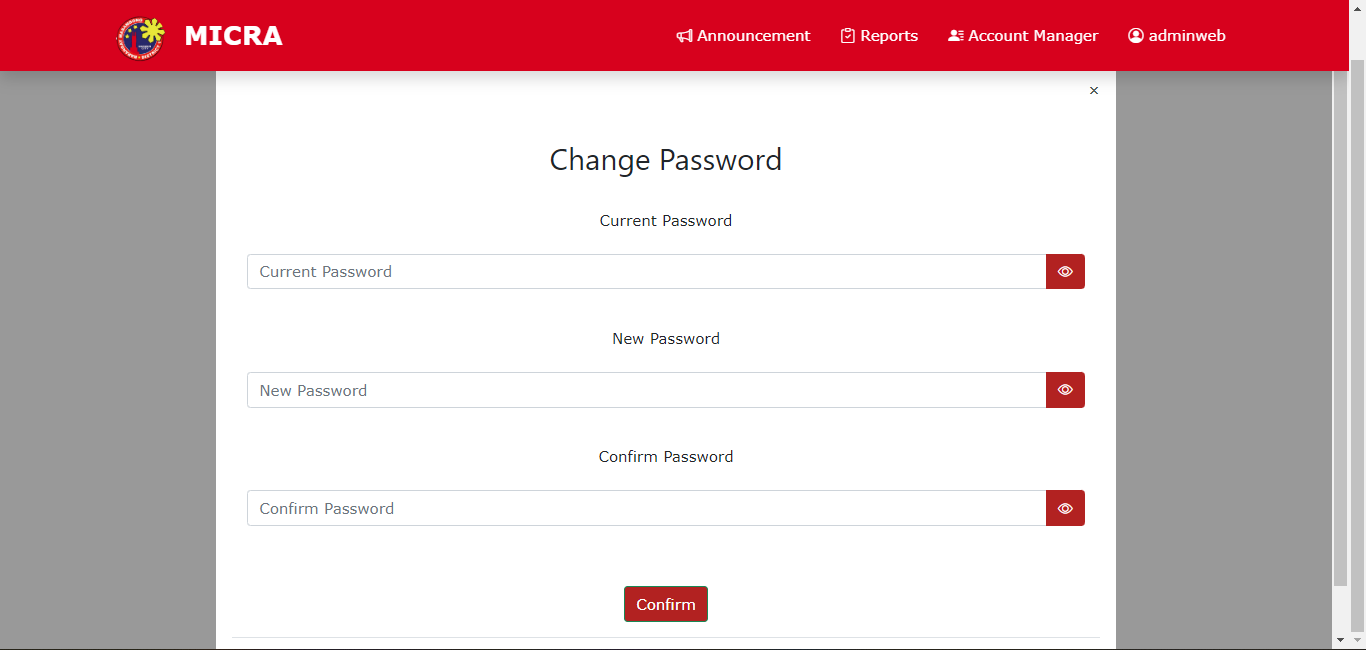 MICRA
Announcement
Reports
Account Manager
adminweb
×
Change Password
Current Password
Current Password
New Password
New Password
Confirm Password
Confirm Password
Confirm